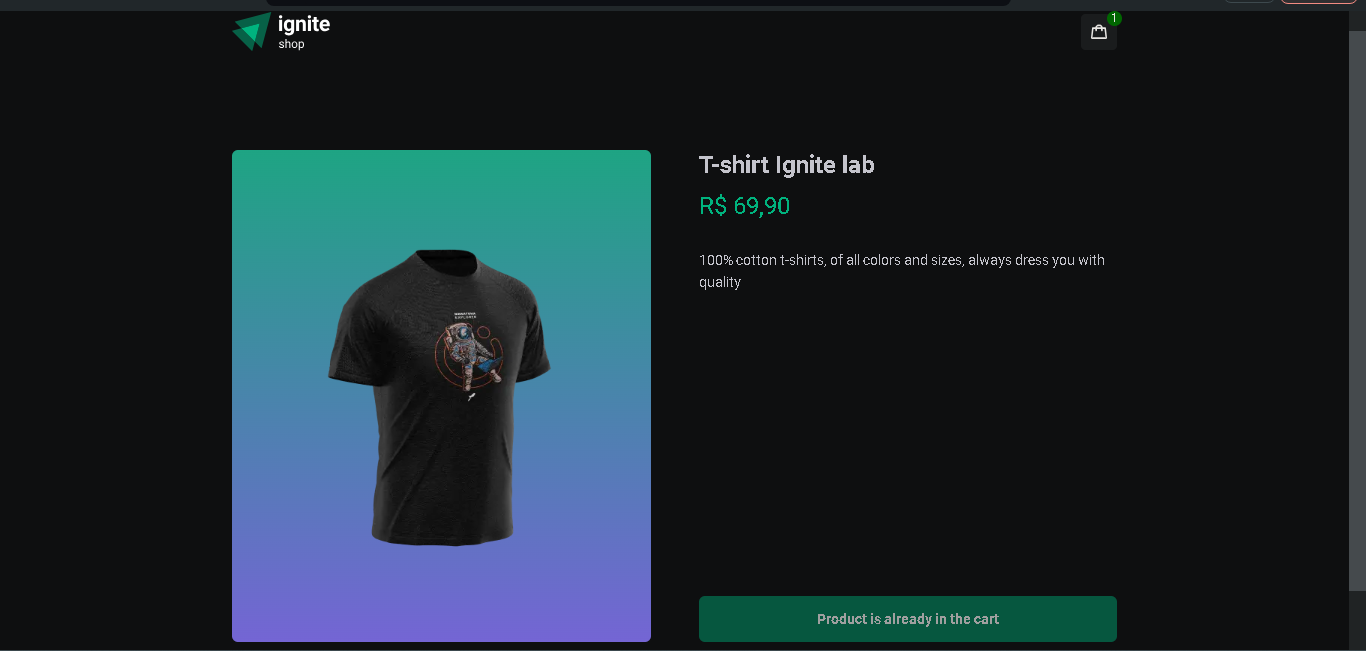 ignite
shop
1
T-shirt Ignite lab
R$ 69,90
100% cotton t-shirts, of all colors and sizes, always dress you with
quality
EXPLORER
Product is already in the cart